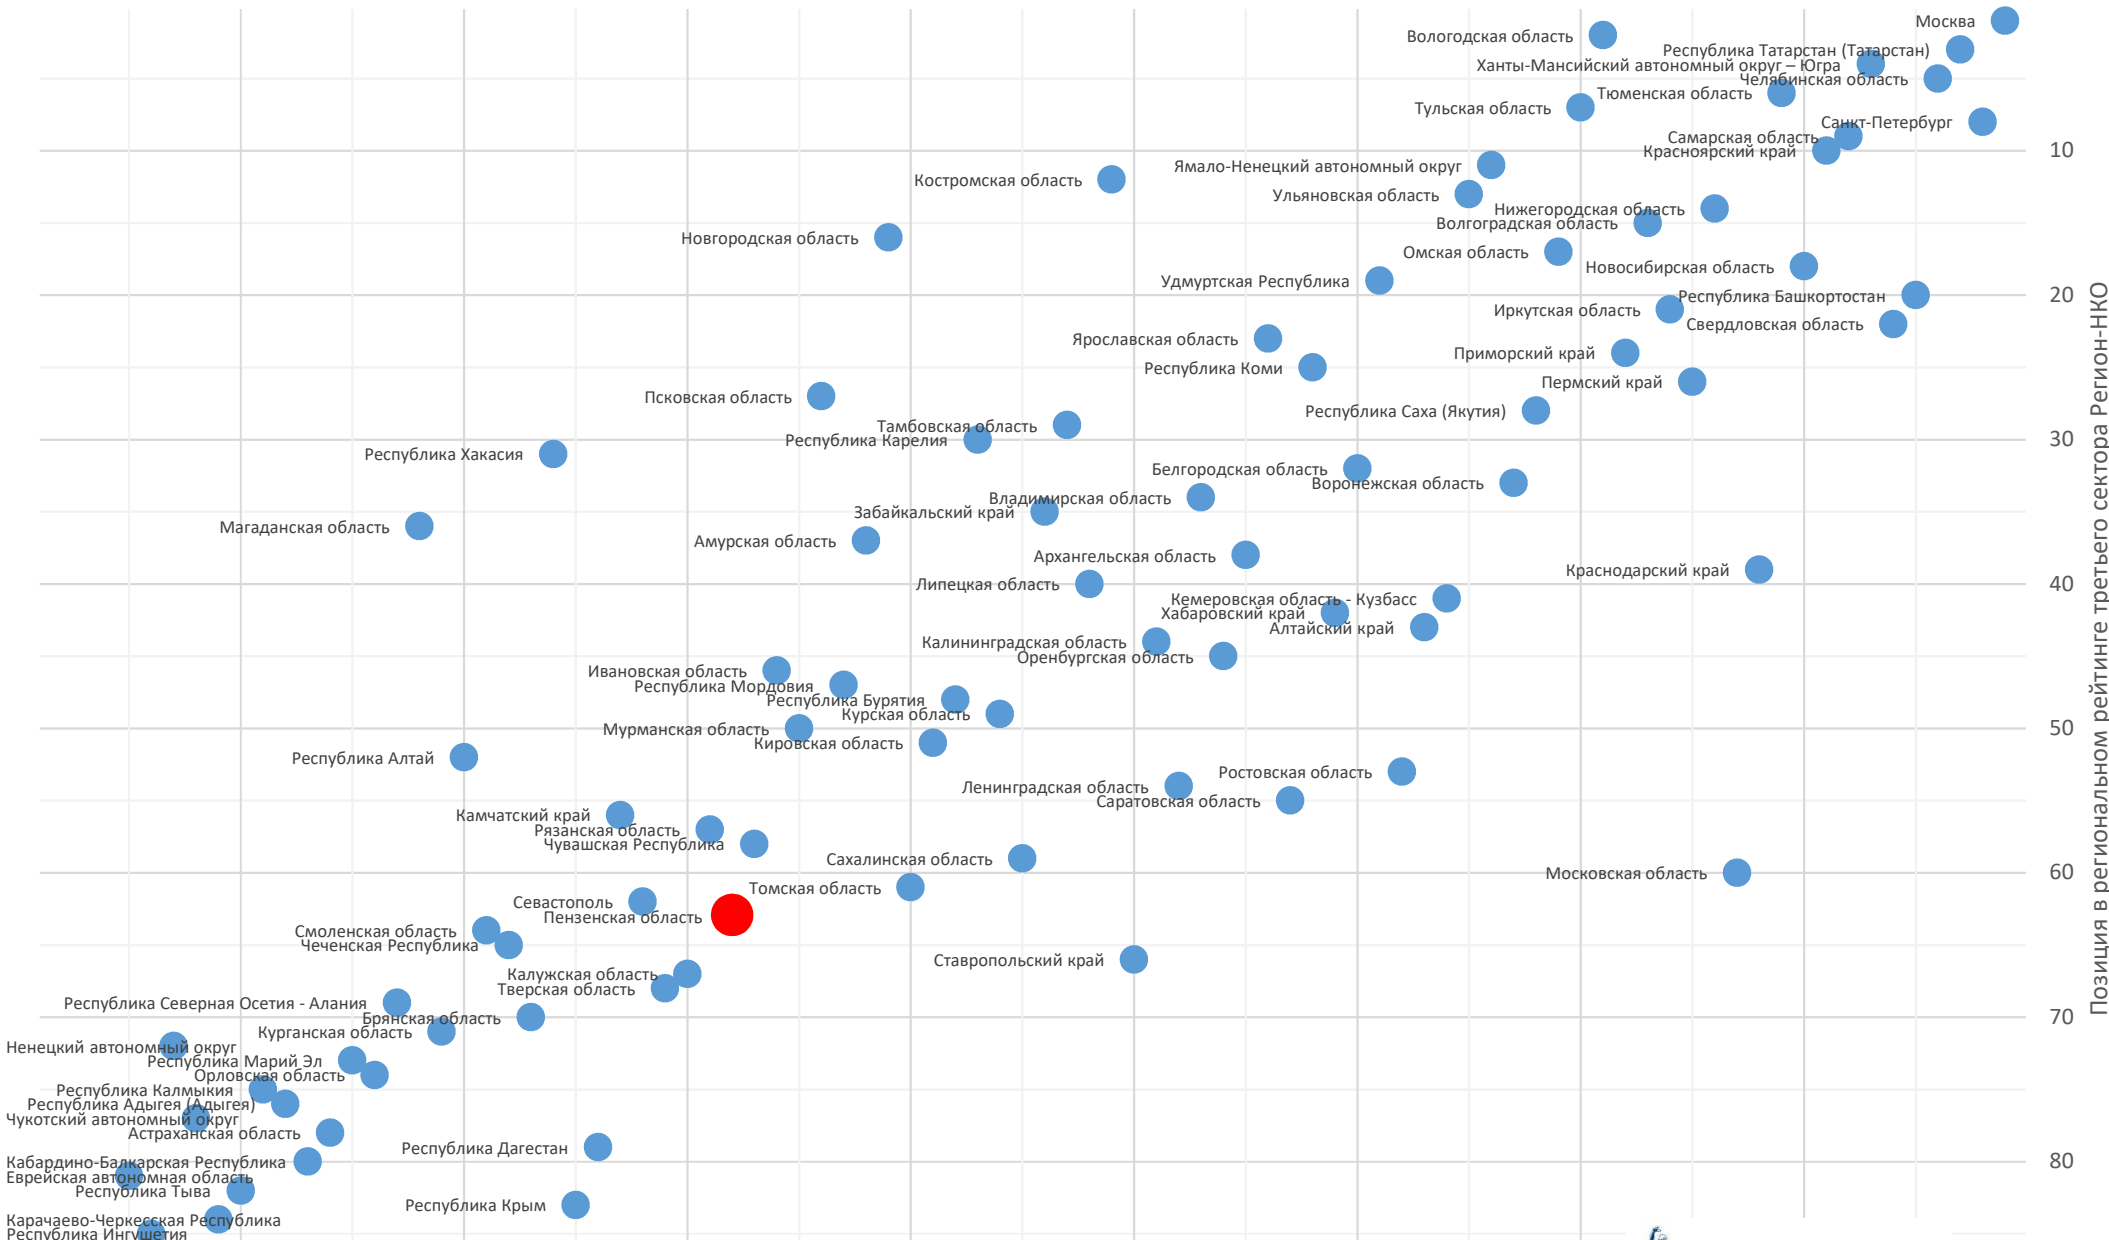 Москва
Вологодская область
Республика Татарстан (Татарстан)
Ханты-Мансийский автономный округ – Югра
Челябинская область
Тюменская область
Тульская область
Санкт-Петербург
Самарская область
Красноярский край
10
Ямало-Ненецкий автономный округ
Костромская область
Ульяновская область
Нижегородская область
Волгоградская область
Новгородская область
Омская область
Новосибирская область
Удмуртская Республика
Республика Башкортостан
20
Иркутская область
Свердловская область
Ярославская область
Приморский край
Республика Коми
Пермский край
Псковская область
Республика Саха (Якутия)
Тамбовская область
Республика Карелия
30
Республика Хакасия
Белгородская область
Воронежская область
Владимирская область
Забайкальский край
Магаданская область
Амурская область
Архангельская область
Краснодарский край
Липецкая область
40
Кемеровская область - Кузбасс
Хабаровский край
Алтайский край
Калининградская область
Оренбургская область
Ивановская область
Республика Мордовия
Республика Бурятия
Курская область
Мурманская область
50
Кировская область
Республика Алтай
Ростовская область
Ленинградская область
Саратовская область
Камчатский край
Рязанская область
Чувашская Республика
Сахалинская область
Московская область
60
Томская область
Севастополь
Пензенская область
Смоленская область
Чеченская Республика
Ставропольский край
Калужская область
Тверская область
Республика Северная Осетия - Алания
Брянская область
70
Курганская область
Ненецкий автономный округ
Республика Марий Эл
Орловская область
Республика Калмыкия
Республика Адыгея (Адыгея)
Чукотский автономный округ
Астраханская область
Республика Дагестан
Кабардино-Балкарская Республика
80
Еврейская автономная область
Республика Тыва
Республика Крым
Карачаево-Черкесская Республика
Республика Ингушетия
Позиция в региональном рейтинге третьего сектора Регион-НКО